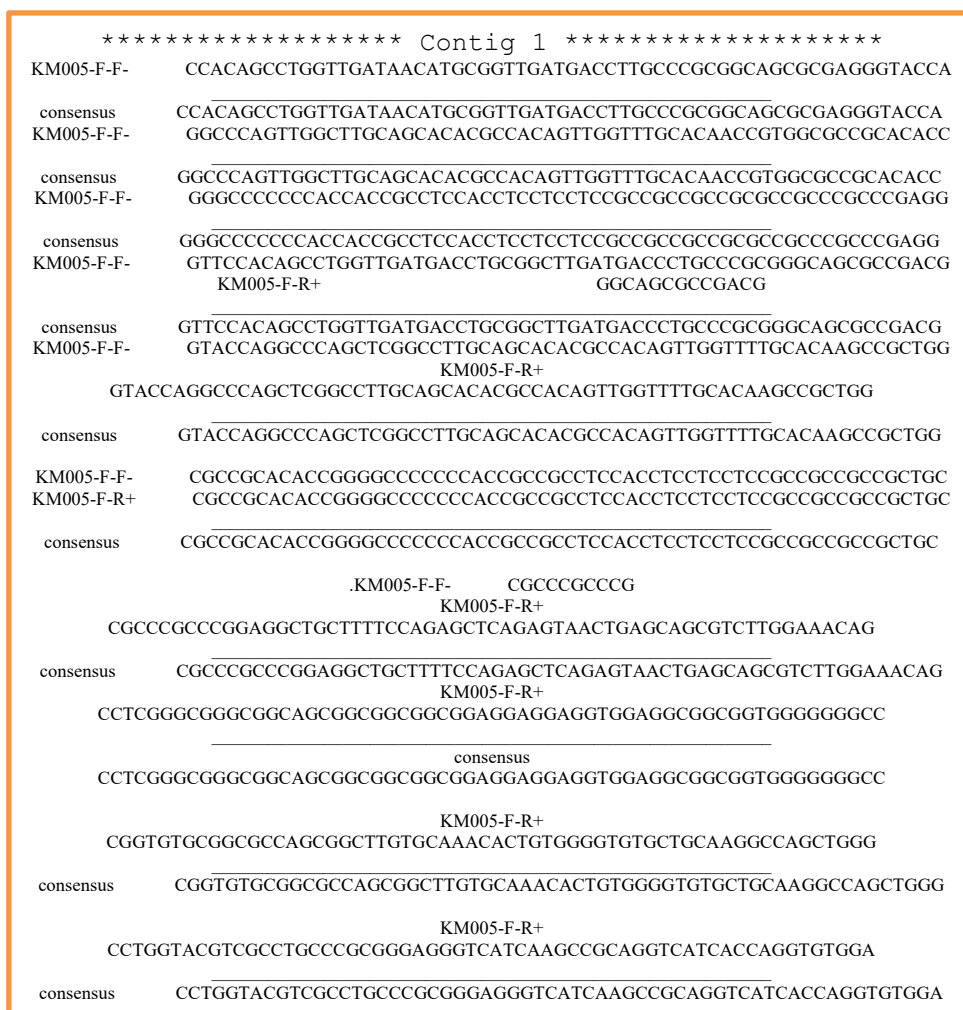 ******************** Contig 1 ********************
KM005-F-F- CCACAGCCTGGTTGATAACATGCGGTTGATGACCTTGCCCGCGGCAGCGCGAGGGTACCA
consensus CCACAGCCTGGTTGATAACATGCGGTTGATGACCTTGCCCGCGGCAGCGCGAGGGTACCA
KM005-F-F- GGCCCAGTTGGCTTGCAGCACACGCCACAGTTGGTTTGCACAACCGTGGCGCCGCACACC
consensus GGCCCAGTTGGCTTGCAGCACACGCCACAGTTGGTTTGCACAACCGTGGCGCCGCACACC
KM005-F-F- GGGCCCCCCCACCACCGCCTCCACCTCCTCCTCCGCCGCCGCCGCGCCGCCCGCCCGAGG
consensus GGGCCCCCCCACCACCGCCTCCACCTCCTCCTCCGCCGCCGCCGCGCCGCCCGCCCGAGG
KM005-F-F- GTTCCACAGCCTGGTTGATGACCTGCGGCTTGATGACCCTGCCCGCGGGCAGCGCCGACG
KM005-F-R+ GGCAGCGCCGACG
consensus GTTCCACAGCCTGGTTGATGACCTGCGGCTTGATGACCCTGCCCGCGGGCAGCGCCGACG
KM005-F-F- GTACCAGGCCCAGCTCGGCCTTGCAGCACACGCCACAGTTGGTTTTGCACAAGCCGCTGG
KM005-F-R+
GTACCAGGCCCAGCTCGGCCTTGCAGCACACGCCACAGTTGGTTTTGCACAAGCCGCTGG
consensus GTACCAGGCCCAGCTCGGCCTTGCAGCACACGCCACAGTTGGTTTTGCACAAGCCGCTGG
KM005-F-F- CGCCGCACACCGGGGCCCCCCCACCGCCGCCTCCACCTCCTCCTCCGCCGCCGCCGCTGC
KM005-F-R+ CGCCGCACACCGGGGCCCCCCCACCGCCGCCTCCACCTCCTCCTCCGCCGCCGCCGCTGC
consensus CGCCGCACACCGGGGCCCCCCCACCGCCGCCTCCACCTCCTCCTCCGCCGCCGCCGCTGC
.KM005-F-F- CGCCCGCCCG
KM005-F-R+
CGCCCGCCCGGAGGCTGCTTTTCCAGAGCTCAGAGTAACTGAGCAGCGTCTTGGAAACAG
consensus CGCCCGCCCGGAGGCTGCTTTTCCAGAGCTCAGAGTAACTGAGCAGCGTCTTGGAAACAG
KM005-F-R+
CCTCGGGCGGGCGGCAGCGGCGGCGGCGGAGGAGGAGGTGGAGGCGGCGGTGGGGGGGCC
consensus
CCTCGGGCGGGCGGCAGCGGCGGCGGCGGAGGAGGAGGTGGAGGCGGCGGTGGGGGGGCC
KM005-F-R+
CGGTGTGCGGCGCCAGCGGCTTGTGCAAACACTGTGGGGTGTGCTGCAAGGCCAGCTGGG
consensus CGGTGTGCGGCGCCAGCGGCTTGTGCAAACACTGTGGGGTGTGCTGCAAGGCCAGCTGGG
KM005-F-R+
CCTGGTACGTCGCCTGCCCGCGGGAGGGTCATCAAGCCGCAGGTCATCACCAGGTGTGGA
consensus CCTGGTACGTCGCCTGCCCGCGGGAGGGTCATCAAGCCGCAGGTCATCACCAGGTGTGGA